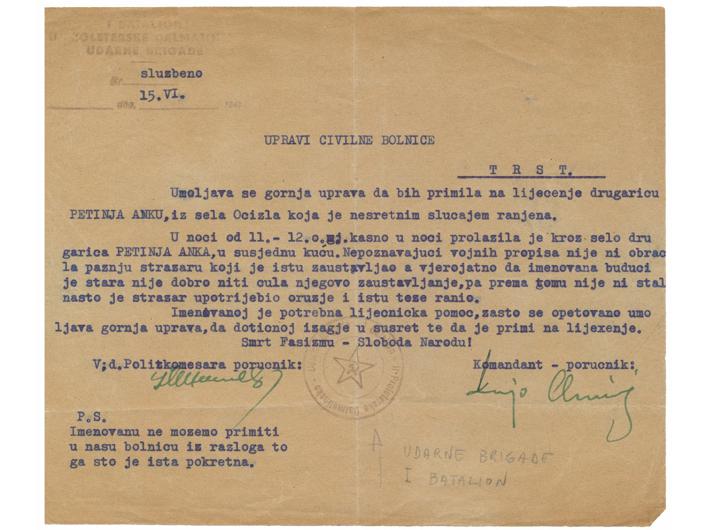 I BATALION
UDARNE BRIGADE
Br.
sluzbeno
dne, 15.VI. 194
UPRAVI CIVILNE BOLNICE
T R S T.
Umoljava se gornja uprava da bih primila na lijecenje drugaricu
PETINJA ANKU, iz sela Ocizla koja je nesretnim slucajem ranjena.
U noci od 11.- 12.o.mj.kasno u noci prolazila je kroz selo dru
garica PETINJA ANKA,u susjednu kucu.Nepoznavajuci vojnih propisa nije ni obrac
la paznju strazaru koji je istu zaustavljao a vjerojatno da imenovana buduci
je stara nije dobro niti cula njegovo zaustavljanje,pa prema tomu nije ni stal
nasto je strazar upotrijebio oruzje i istu teze ranio.
Imenovanoj je potrebna lijecnicka pomoc,zasto se opetovano umo
ljava gornja uprava,da doticnoj izagje u susret te da je primi na lijexenje.
Smrt Fasizmu - Sloboda Narodu!
V;d.Politkomesara porucnik:
Komandant - porucnik:
P.S.
Imenovanu ne mozemo primiti
u nasu bolnicu iz razloga to
ga sto je ista pokretna.
UDARNE BRIGADE
I BATALION